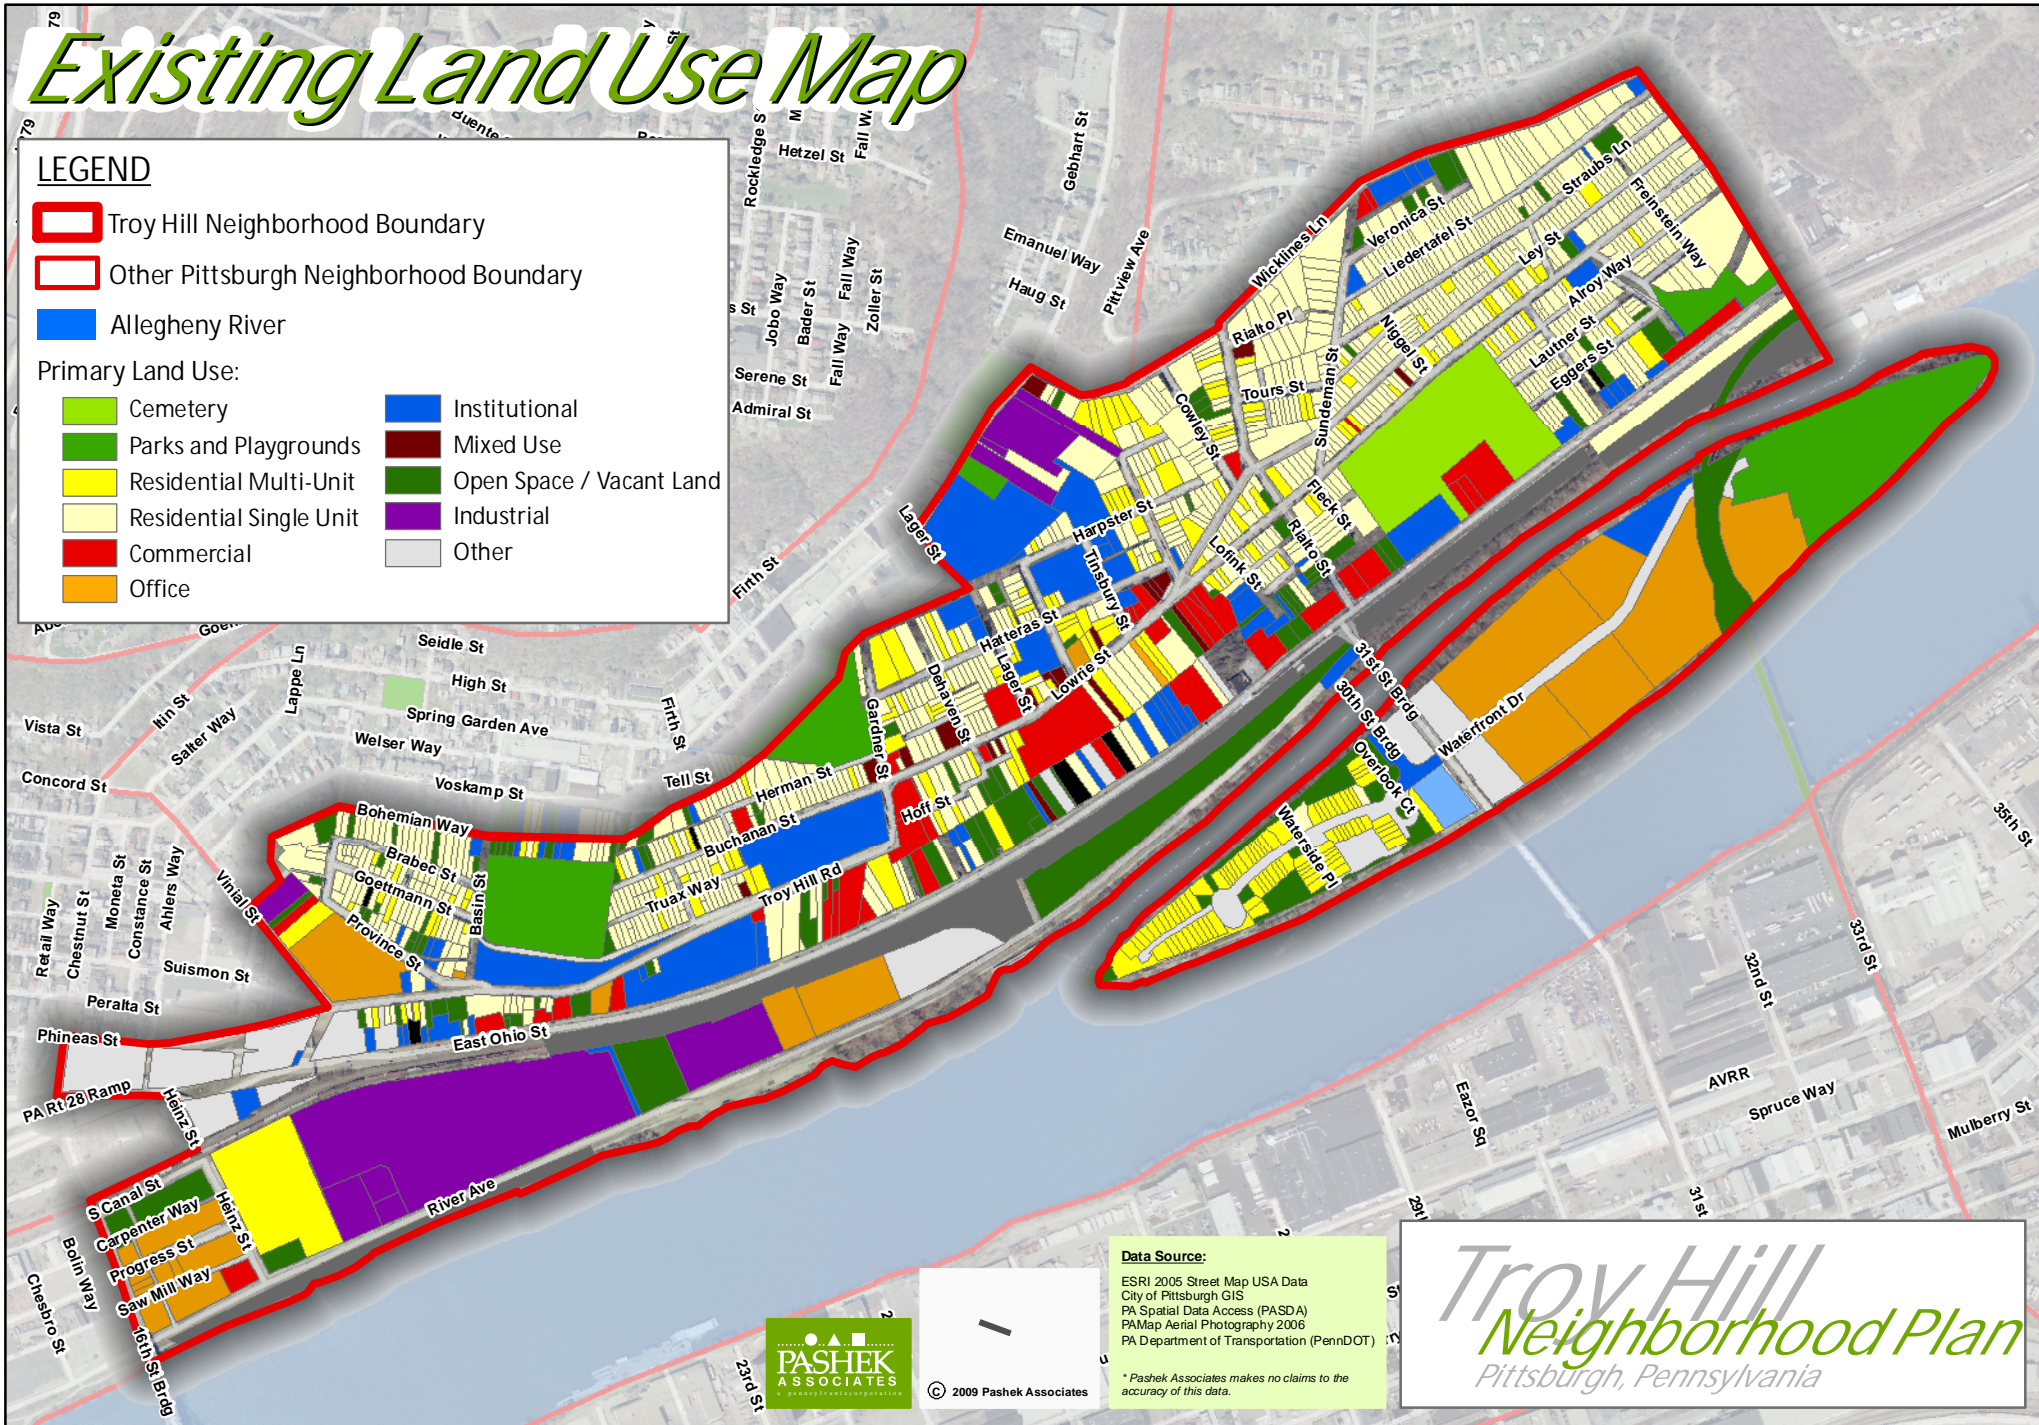 Existing Land Use Map
LEGEND
Troy Hill Neighborhood Boundary
Other Pittsburgh Neighborhood Boundary
Allegheny River
Primary Land Use:
Cemetery
Parks and Playgrounds
Residential Multi-Unit
Residential Single Unit
Commercial
Office
Institutional
Mixed Use
Open Space / Vacant Land
Industrial
Other
79
79
Hetzel St
Rockledge S
Gebhart St
Emanuel Way
Haug St
Pittview Ave
Fall Way
Zoller St
Jobo Way
Bader St
Fall Way
Serene St
Admiral St
Wicklines Ln
Straubs Ln
Freinstein Way
Veronica St
Liedertafel St
Ley St
Alroy Way
Rialto Pl
Niggel St
Lautner St
Eggers St
Tours St
Sundeman St
Cowley St
Lager St
Harpster St
Fleck St
Rialto St
Lofink St
Tinsbury St
Firth St
Hatteras St
Lager St
Lowrie St
Dehaven St
Gardner St
Seidle St
High St
Lappe Ln
Itin St
Salter Way
Spring Garden Ave
Welser Way
Firth St
Vista St
Concord St
Voskamp St
Tell St
Herman St
Buchanan St
Hoff St
Bohemian Way
Brabec St
Goettmann St
Basin St
Truax Way
Troy Hill Rd
Province St
Vinial St
Retail Way
Chestnut St
Moneta St
Constance St
Ahlers Way
Suismon St
Peralta St
Phineas St
East Ohio St
PA Rt 28 Ramp
Heinz St
River Ave
S Canal St
Carpenter Way
Heinz St
Progress St
Saw Mill Way
Bolin Way
Chesbro St
16th St Brdg
31st St Brdg
30th St Brdg
Waterfront Dr
Overlook Ct
Waterside Pl
35th St
33rd St
32nd St
31st
Eazor Sq
AVRR
Spruce Way
Mulberry St
23rd St
PASHEK
ASSOCIATES
a pennsylvania corporation
© 2009 Pashek Associates
Data Source:
ESRI 2005 Street Map USA Data
City of Pittsburgh GIS
PA Spatial Data Access (PASDA)
PAMap Aerial Photography 2006
PA Department of Transportation (PennDOT)
* Pashek Associates makes no claims to the
accuracy of this data.
Troy Hill
Neighborhood Plan
Pittsburgh, Pennsylvania